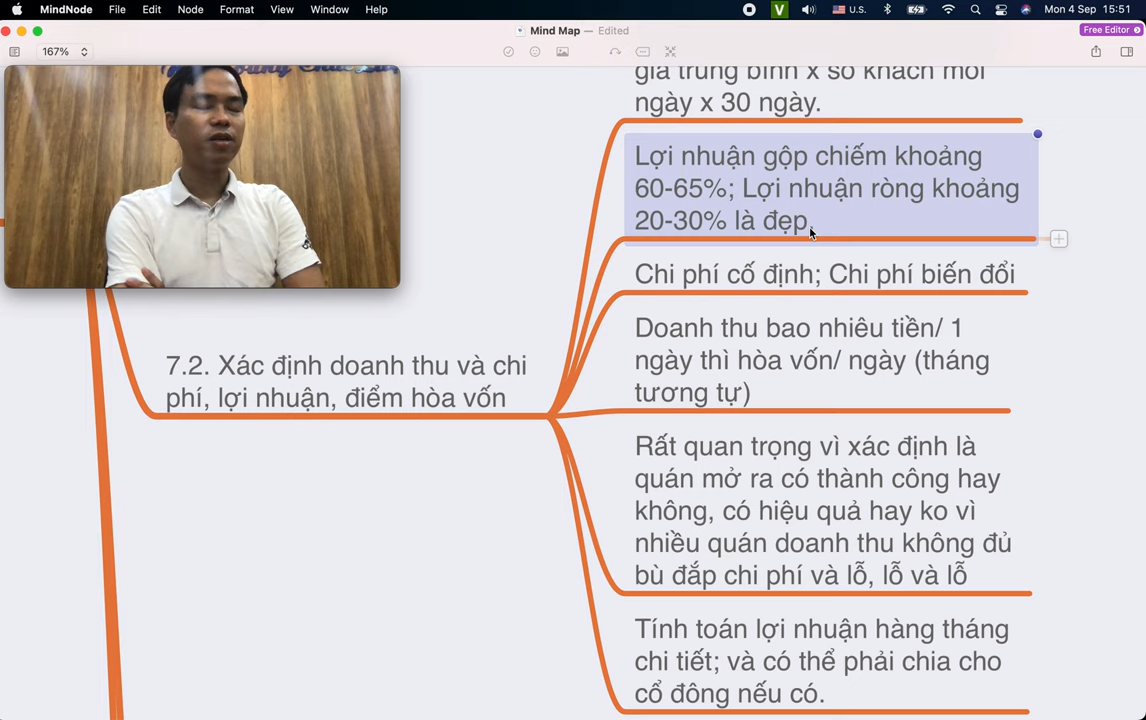 MindNode File Edit Node Format View Window Help V U.S. Mon 4 Sep 15:51
Mind Map — Edited
Free Editor
167%
giá trung bình x số khách mỗi
ngày x 30 ngày.
Lợi nhuận gộp chiếm khoảng
60-65%; Lợi nhuận ròng khoảng
20-30% là đẹp.
Chi phí cố định; Chi phí biến đổi
Doanh thu bao nhiêu tiền/ 1
ngày thì hòa vốn/ ngày (tháng
tương tự)
7.2. Xác định doanh thu và chi
phí, lợi nhuận, điểm hòa vốn
Rất quan trọng vì xác định là
quán mở ra có thành công hay
không, có hiệu quả hay ko vì
nhiều quán doanh thu không đủ
bù đắp chi phí và lỗ, lỗ và lỗ
Tính toán lợi nhuận hàng tháng
chi tiết; và có thể phải chia cho
cổ đông nếu có.